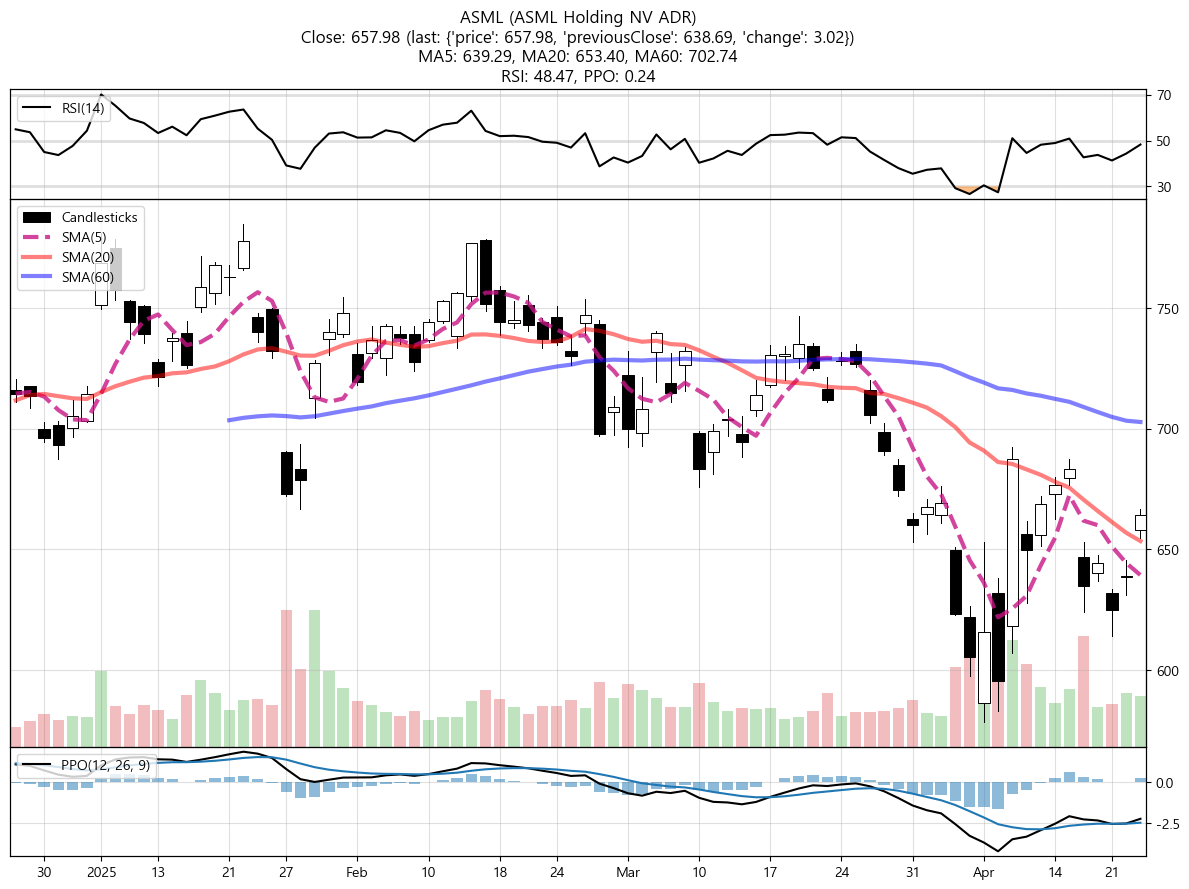 ASML (ASML Holding NV ADR)
Close: 657.98 (last: {'price': 657.98, 'previousClose': 638.69, 'change': 3.02})
MA5: 639.29, MA20: 653.40, MA60: 702.74
RSI: 48.47, PPO: 0.24
RSI(14)
70
50
30
Candlesticks
SMA(5)
SMA(20)
SMA(60)
750
700
650
600
PPO(12, 26, 9)
0.0
-2.5
30 2025 13 21 27 Feb 10 18 24 Mar 10 17 24 31 Apr 14 21